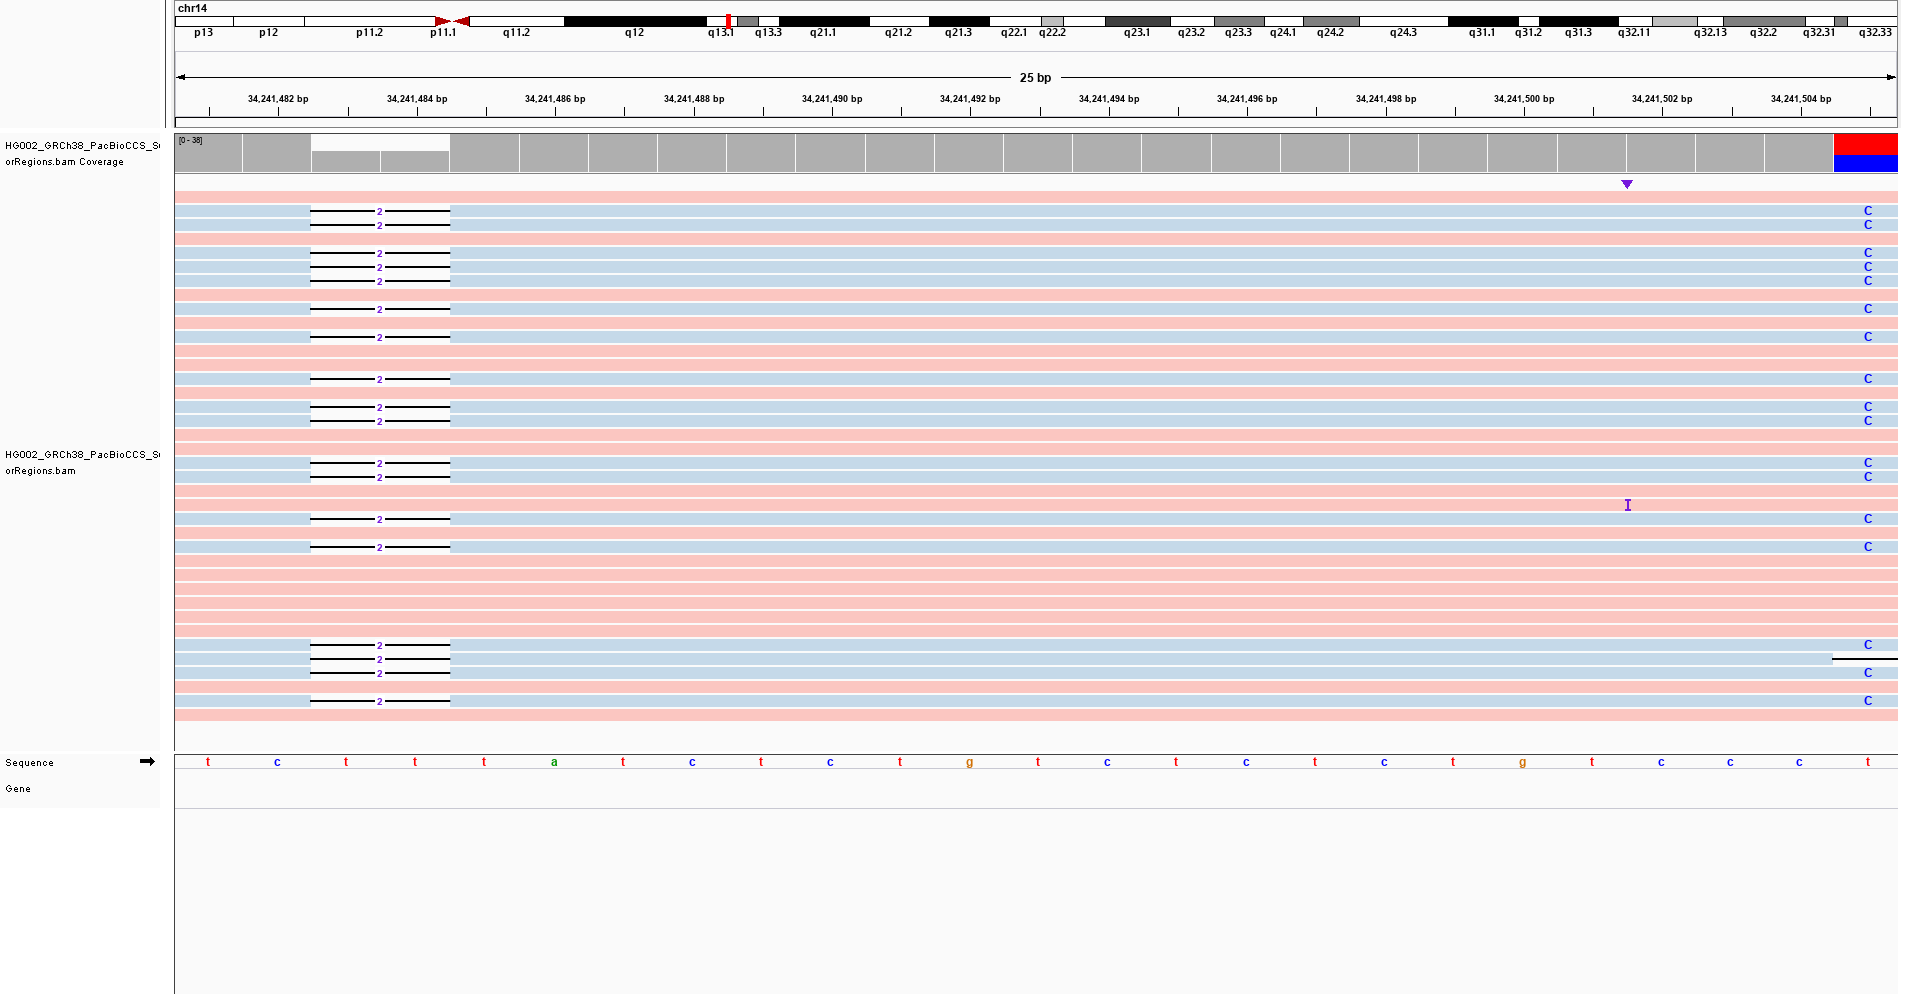 chr14
p13 p12 p11.2 p11.1 q11.2 q12 q13.1 q13.3 q21.1 q21.2 q21.3 q22.1 q22.2 q23.1 q23.2 q23.3 q24.1 q24.2 q24.3 q31.1 q31.2 q31.3 q32.11 q32.13 q32.2 q32.31 q32.33
25 bp
34,241,482 bp 34,241,484 bp 34,241,486 bp 34,241,488 bp 34,241,490 bp 34,241,492 bp 34,241,494 bp 34,241,496 bp 34,241,498 bp 34,241,500 bp 34,241,502 bp 34,241,504 bp
[0 - 38]
HG002_GRCh38_PacBioCCS_S
orRegions.bam Coverage
2 C
2 C
2 C
2 C
2 C
2 C
2 C
2 C
2 C
2 C
HG002_GRCh38_PacBioCCS_S
orRegions.bam
2 C
2 C
I
2 C
2 C
2 C
2
2 C
2 C
Sequence t c t t t a t c t c t g t c t c t c t g t c c c t
Gene